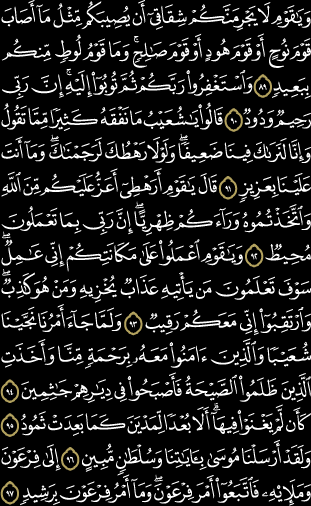 وَيَٰقَوْمِ لَا يَجْرِمَنَّكُمْ شِقَاقِىٓ أَن يُصِيبَكُم مِّثْلُ مَآ أَصَابَ
قَوْمَ نُوحٍ أَوْ قَوْمَ هُودٍ أَوْ قَوْمَ صَٰلِحٍ ۚ وَمَا قَوْمُ لُوطٍ مِّنكُم
بِبَعِيدٍ ٨٩ وَٱسْتَغْفِرُوا۟ رَبَّكُمْ ثُمَّ تُوبُوٓا۟ إِلَيْهِ ۚ إِنَّ رَبِّى
رَحِيمٌ وَدُودٌ ٩٠ قَالُوا۟ يَٰشُعَيْبُ مَا نَفْقَهُ كَثِيرًا مِّمَّا تَقُولُ
وَإِنَّا لَنَرَىٰكَ فِينَا ضَعِيفًا ۖ وَلَوْلَا رَهْطُكَ لَرَجَمْنَٰكَ ۖ وَمَآ أَنتَ
عَلَيْنَا بِعَزِيزٍ ٩١ قَالَ يَٰقَوْمِ أَرَهْطِىٓ أَعَزُّ عَلَيْكُم مِّنَ ٱللَّهِ
وَٱتَّخَذْتُمُوهُ وَرَآءَكُمْ ظِهْرِيًّا ۖ إِنَّ رَبِّى بِمَا تَعْمَلُونَ
مُحِيطٌ ٩٢ وَيَٰقَوْمِ ٱعْمَلُوا۟ عَلَىٰ مَكَانَتِكُمْ إِنِّى عَٰمِلٌ ۖ
سَوْفَ تَعْلَمُونَ مَن يَأْتِيهِ عَذَابٌ يُخْزِيهِ وَمَنْ هُوَ كَٰذِبٌ ۖ
وَٱرْتَقِبُوٓا۟ إِنِّى مَعَكُمْ رَقِيبٌ ٩٣ وَلَمَّا جَآءَ أَمْرُنَا نَجَّيْنَا
شُعَيْبًا وَٱلَّذِينَ ءَامَنُوا۟ مَعَهُۥ بِرَحْمَةٍ مِّنَّا وَأَخَذَتِ
ٱلَّذِينَ ظَلَمُوا۟ ٱلصَّيْحَةُ فَأَصْبَحُوا۟ فِى دِيَٰرِهِمْ جَٰثِمِينَ ٩٤
كَأَن لَّمْ يَغْنَوْا۟ فِيهَآ ۗ أَلَا بُعْدًا لِّمَدْيَنَ كَمَا بَعِدَتْ ثَمُودُ ٩٥
وَلَقَدْ أَرْسَلْنَا مُوسَىٰ بِـَٔايَٰتِنَا وَسُلْطَٰنٍ مُّبِينٍ ٩٦ إِلَىٰ فِرْعَوْنَ
وَمَلَإِي۟هِۦ فَٱتَّبَعُوٓا۟ أَمْرَ فِرْعَوْنَ ۖ وَمَآ أَمْرُ فِرْعَوْنَ بِرَشِيدٍ ٩٧